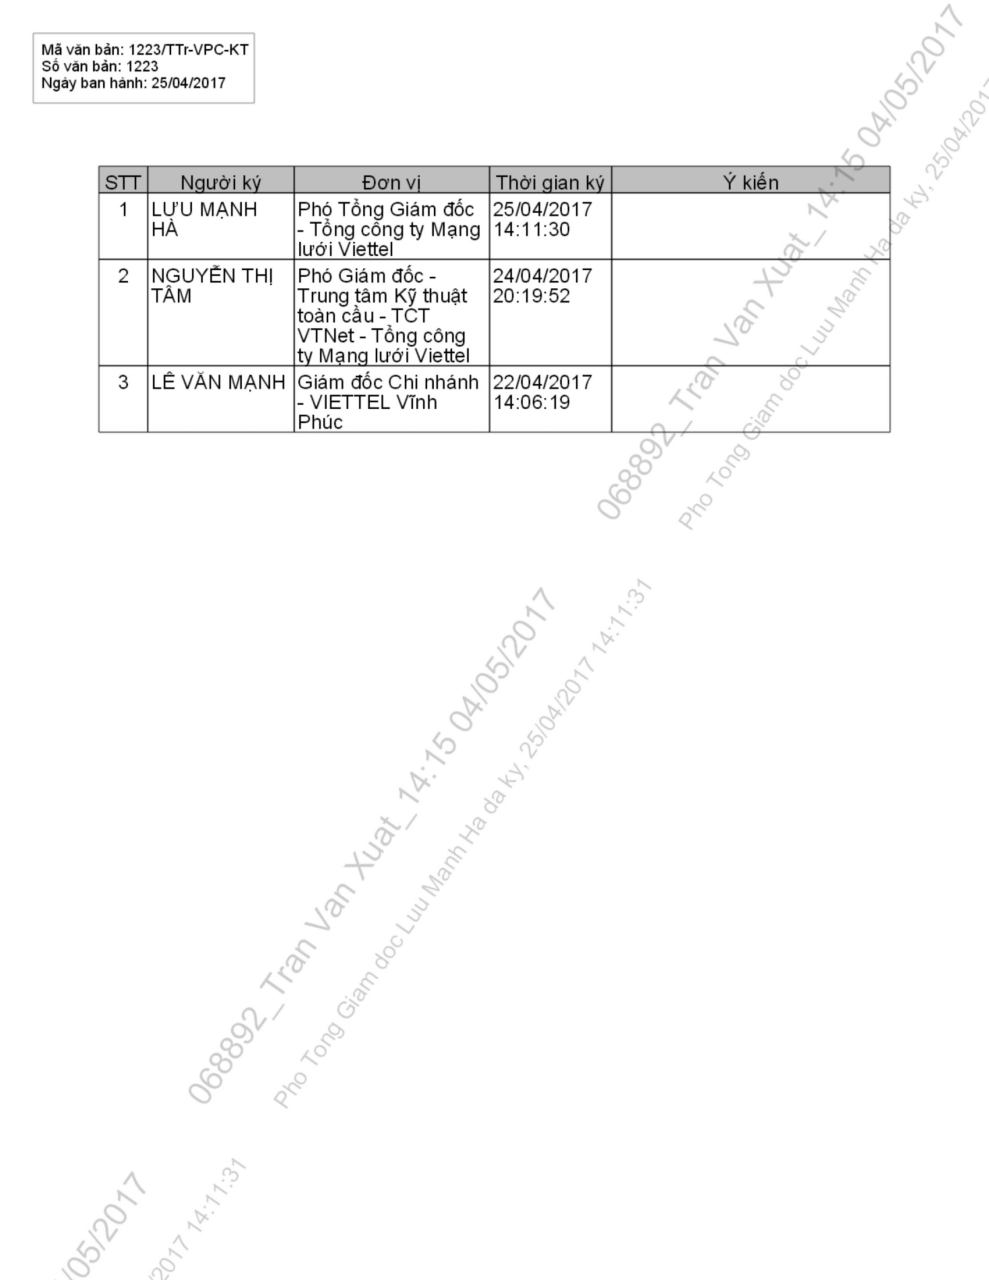 Mã văn bản: 1223/TTr-VPC-KT
Số văn bản: 1223
Ngày ban hành: 25/04/2017
STT Người ký Đơn vị Thời gian ký Ý kiến
1 LƯU MẠNH Phó Tổng Giám đốc 25/04/2017
HÀ - Tổng công ty Mạng 14:11:30
lưới Viettel
2 NGUYỄN THỊ Phó Giám đốc - 24/04/2017
TÂM Trung tâm Kỹ thuật 20:19:52
toàn cầu - TCT
VTNet - Tổng công
ty Mạng lưới Viettel
3 LÊ VĂN MẠNH Giám đốc Chi nhánh 22/04/2017
- VIETTEL Vĩnh 14:06:19
Phúc
068892_Tran Van Xuat_14:15 04/05/2017
Pho Tong Giam doc Luu Manh Ha da ky, 25/04/201
068892_Tran Van Xuat_14:15 04/05/2017
Pho Tong Giam doc Luu Manh Ha da ky, 25/04/2017 14:11:31
/05/2017
2017 14:11:31